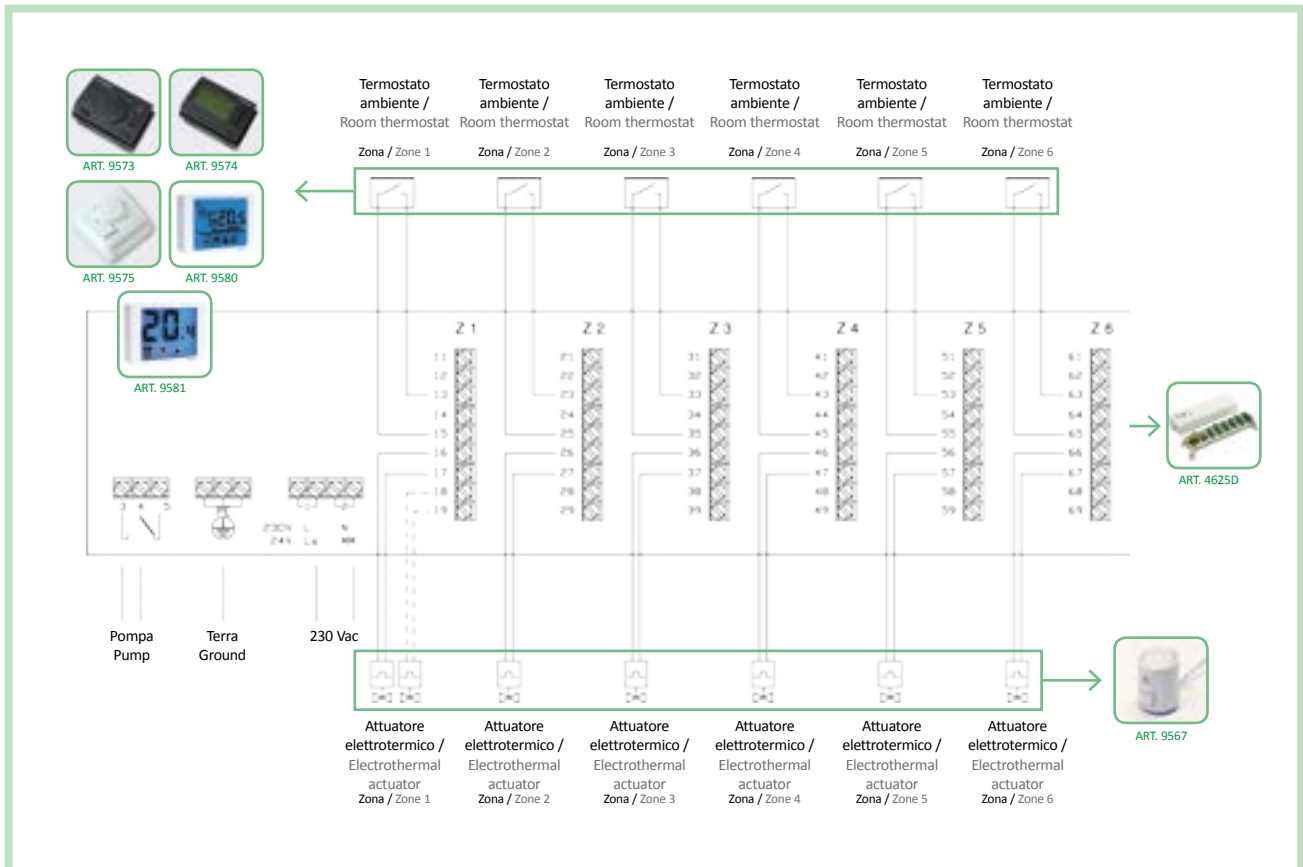 Termostato ambiente / Room thermostat
Zona / Zone 1
Termostato ambiente / Room thermostat
Zona / Zone 2
Termostato ambiente / Room thermostat
Zona / Zone 3
Termostato ambiente / Room thermostat
Zona / Zone 4
Termostato ambiente / Room thermostat
Zona / Zone 5
Termostato ambiente / Room thermostat
Zona / Zone 6
ART. 9573
ART. 9574
ART. 9575
ART. 9580
20.4
ART. 9581
Z 1
11
12
13
14
15
16
17
18
19
Z 2
21
22
23
24
25
26
27
28
29
Z 3
31
32
33
34
35
36
37
38
39
Z 4
41
42
43
44
45
46
47
48
49
Z 5
51
52
53
54
55
56
57
58
59
Z 6
61
62
63
64
65
66
67
68
69
ART. 4625D
3 4 5
1 2
230V L N
24V
Pompa
Pump
Terra
Ground
230 Vac
ART. 9567
Attuatore
elettrotermico /
Electrothermal
actuator
Zona / Zone 1
Attuatore
elettrotermico /
Electrothermal
actuator
Zona / Zone 2
Attuatore
elettrotermico /
Electrothermal
actuator
Zona / Zone 3
Attuatore
elettrotermico /
Electrothermal
actuator
Zona / Zone 4
Attuatore
elettrotermico /
Electrothermal
actuator
Zona / Zone 5
Attuatore
elettrotermico /
Electrothermal
actuator
Zona / Zone 6